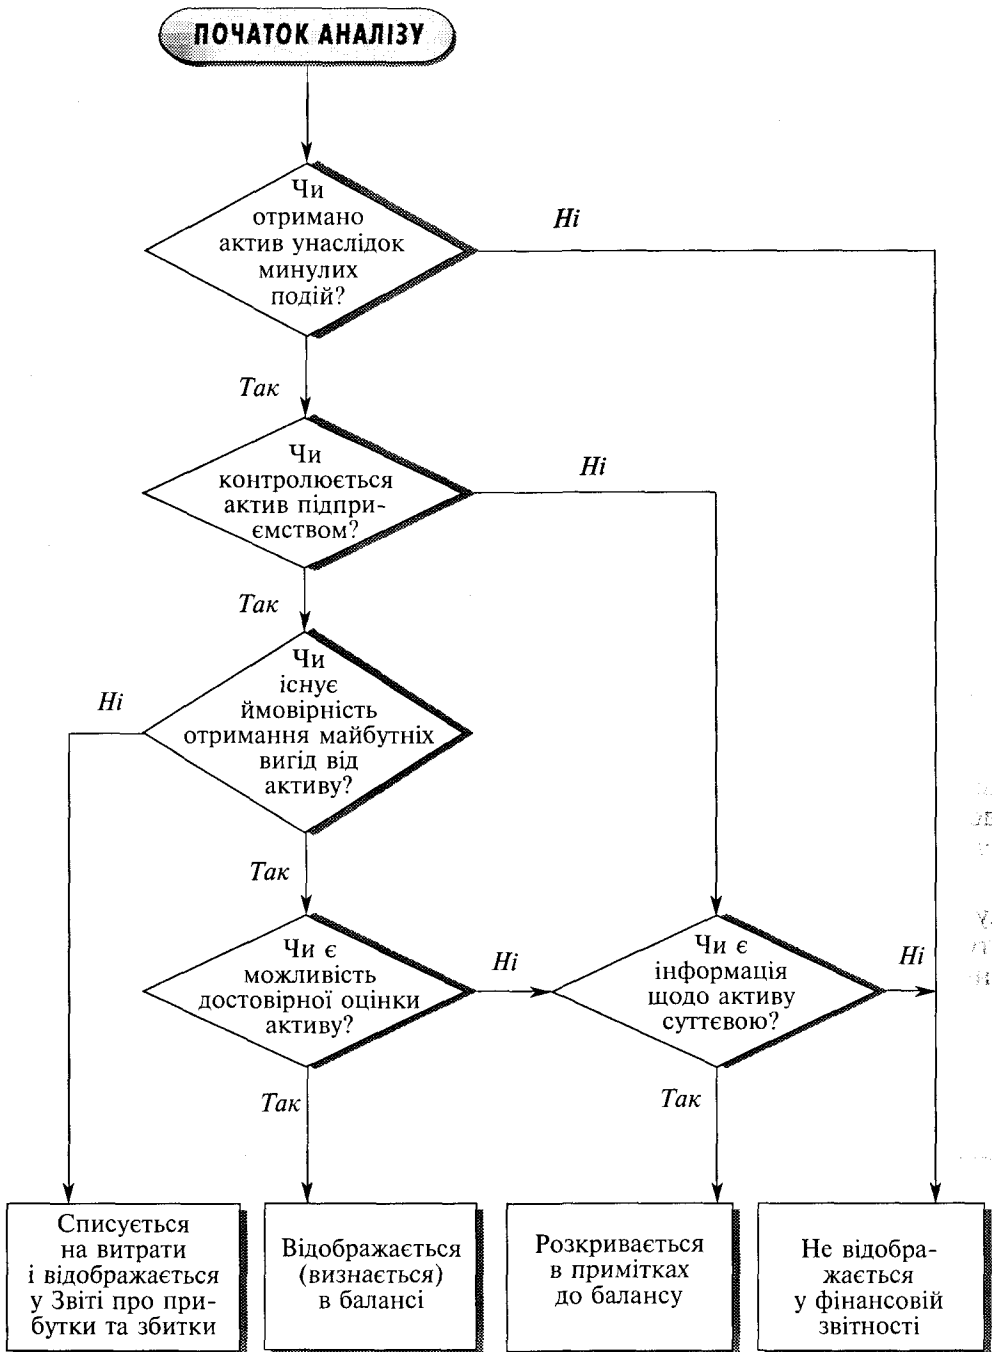 ПОЧАТОК АНАЛІЗУ
Чи
отримано
актив унаслідок
минулих
подій?
Ні
Так
Чи
контролюється
актив підпри-
ємством?
Ні
Так
Чи
існує
ймовірність
отримання майбутніх
вигід від
активу?
Ні
Так
Чи є
можливість
достовірної оцінки
активу?
Ні
Чи є
інформація
щодо активу
суттєвою?
Ні
Так
Так
Списується
на витрати
і відображається
у Звіті про при-
бутки та збитки
Відображається
(визнається)
в балансі
Розкривається
в примітках
до балансу
Не відобра-
жається
у фінансовій
звітності